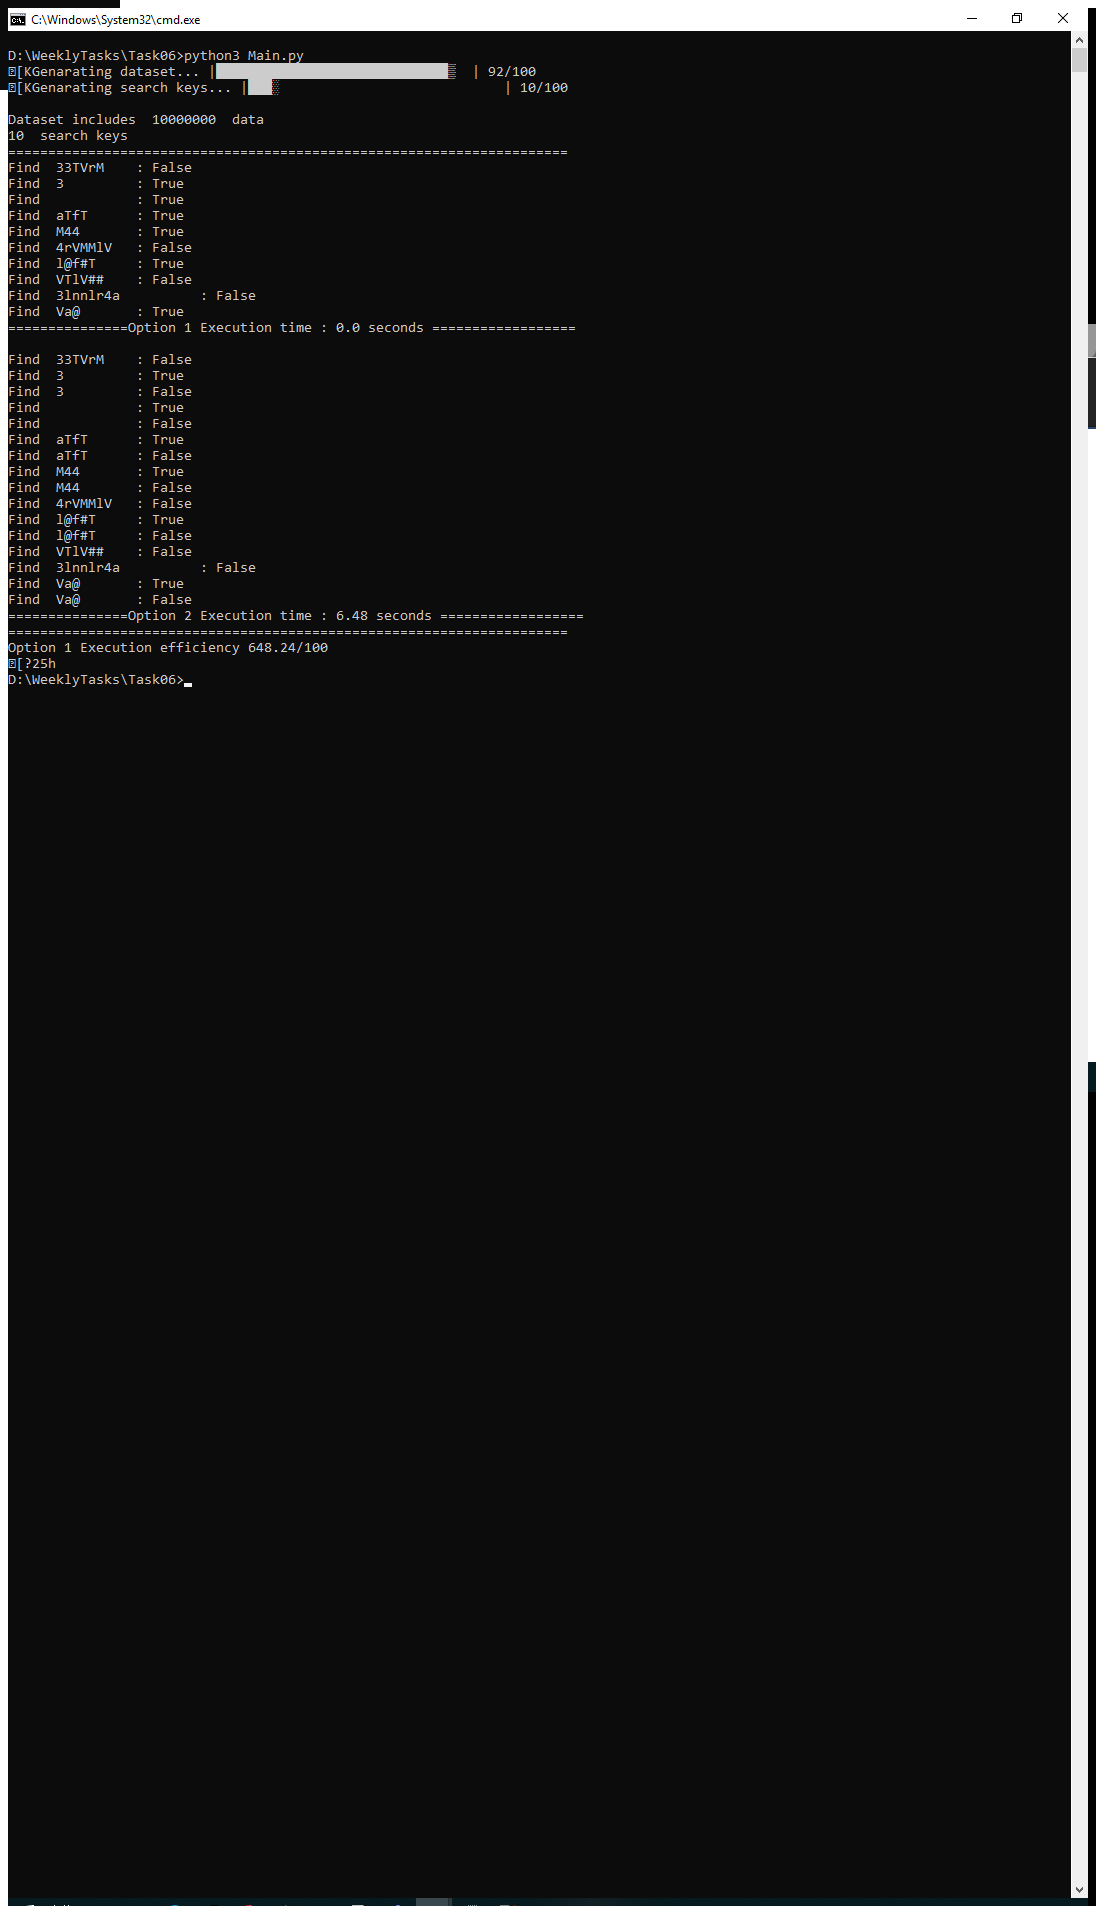 C:\Windows\System32\cmd.exe
D:\WeeklyTasks\Task06>python3 Main.py
[KGenarating dataset... | | 92/100
[KGenarating search keys... | | 10/100
Dataset includes  10000000  data
10  search keys
======================================================================
Find  33TVrM    : False
Find  3         : True
Find            : True
Find  aTfT      : True
Find  M44       : True
Find  4rVMMlV   : False
Find  l@f#T     : True
Find  VTlV##    : False
Find  3lnnlr4a          : False
Find  Va@       : True
===============Option 1 Execution time : 0.0 seconds ==================
Find  33TVrM    : False
Find  3         : True
Find  3         : False
Find            : True
Find            : False
Find  aTfT      : True
Find  aTfT      : False
Find  M44       : True
Find  M44       : False
Find  4rVMMlV   : False
Find  l@f#T     : True
Find  l@f#T     : False
Find  VTlV##    : False
Find  3lnnlr4a          : False
Find  Va@       : True
Find  Va@       : False
===============Option 2 Execution time : 6.48 seconds ==================
======================================================================
Option 1 Execution efficiency 648.24/100
[?25h
D:\WeeklyTasks\Task06>